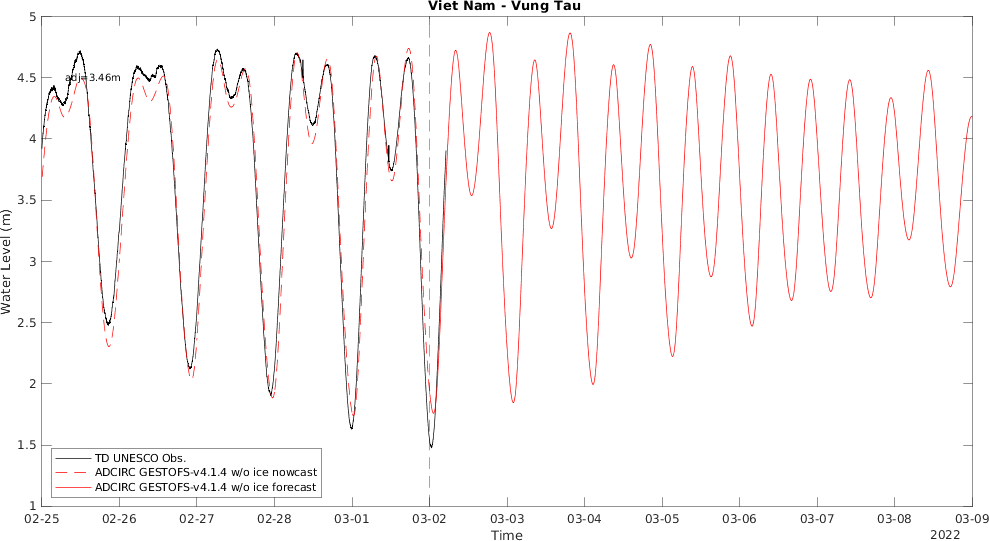 Viet Nam - Vung Tau
5
4.5
4
3.5
3
2.5
2
1.5
1
Water Level (m)
adj=3.46m
TD UNESCO Obs.
ADCIRC GESTOFS-v4.1.4 w/o ice nowcast
ADCIRC GESTOFS-v4.1.4 w/o ice forecast
02-25 02-26 02-27 02-28 03-01 03-02 03-03 03-04 03-05 03-06 03-07 03-08 03-09
Time
2022